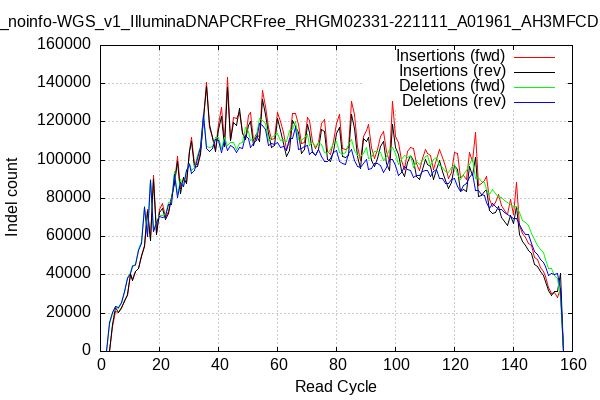 _noinfo-WGS_v1_IlluminaDNAPCRFree_RHGM02331-221111_A01961_AH3MFCD
160000
140000
120000
100000
80000
60000
40000
20000
0
Indel count
Insertions (fwd)
Insertions (rev)
Deletions (fwd)
Deletions (rev)
0 20 40 60 80 100 120 140 160
Read Cycle